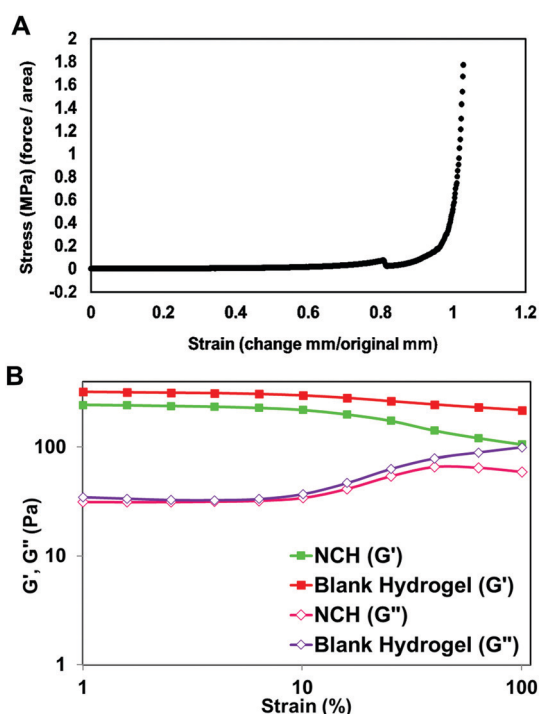 A
Stress (MPa) (force / area)
2
1.8
1.6
1.4
1.2
1
0.8
0.6
0.4
0.2
0
-0.2
0 0.2 0.4 0.6 0.8 1 1.2
Strain (change mm/original mm)
B
G', G'' (Pa)
100
10
1
NCH (G')
Blank Hydrogel (G')
NCH (G'')
Blank Hydrogel (G'')
1 10 100
Strain (%)